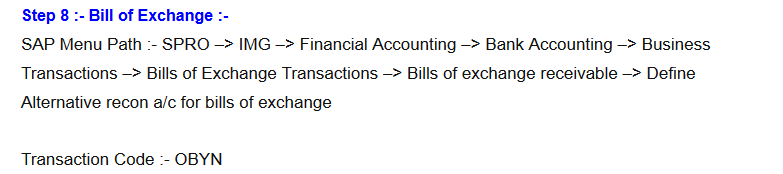 Step 8 :- Bill of Exchange :-
SAP Menu Path :- SPRO –> IMG –> Financial Accounting –> Bank Accounting –> Business
Transactions –> Bills of Exchange Transactions –> Bills of exchange receivable –> Define
Alternative recon a/c for bills of exchange
Transaction Code :- OBYN